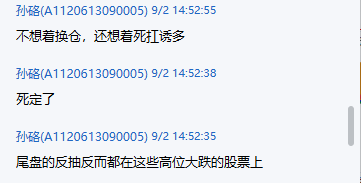 孙硌(A1120613090005) 9/2 14:52:55
不想着换仓，还想着死扛诱多
孙硌(A1120613090005) 9/2 14:52:38
死定了
孙硌(A1120613090005) 9/2 14:52:35
尾盘的反抽反而都在这些高位大跌的股票上